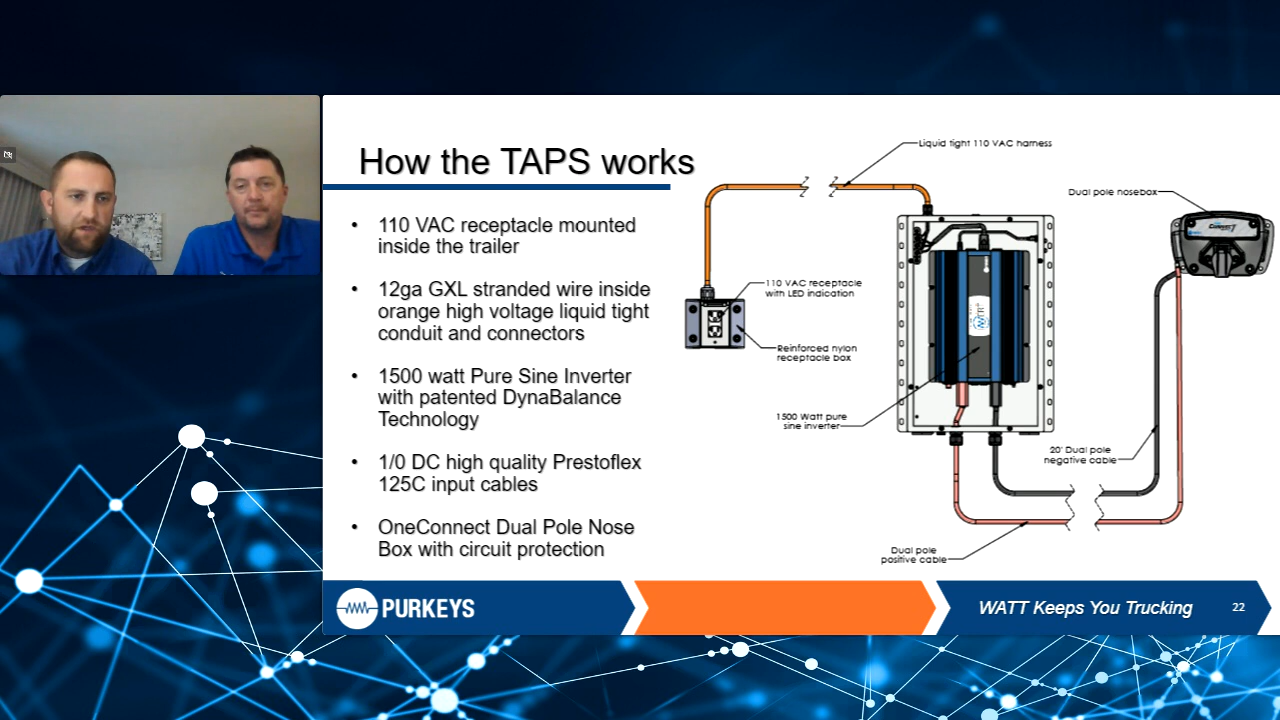 How the TAPS works
• 110 VAC receptacle mounted
inside the trailer
• 12ga GXL stranded wire inside
orange high voltage liquid tight
conduit and connectors
• 1500 watt Pure Sine Inverter
with patented DynaBalance
Technology
• 1/0 DC high quality Prestoflex
125C input cables
• OneConnect Dual Pole Nose
Box with circuit protection
Liquid tight 110 VAC harness
Dual pole nosebox
110 VAC receptacle
with LED indication
Reinforced nylon
receptacle box
1500 Watt pure
sine inverter
20' Dual pole
negative cable
Dual pole
positive cable
PURKEYS
WATT Keeps You Trucking
22